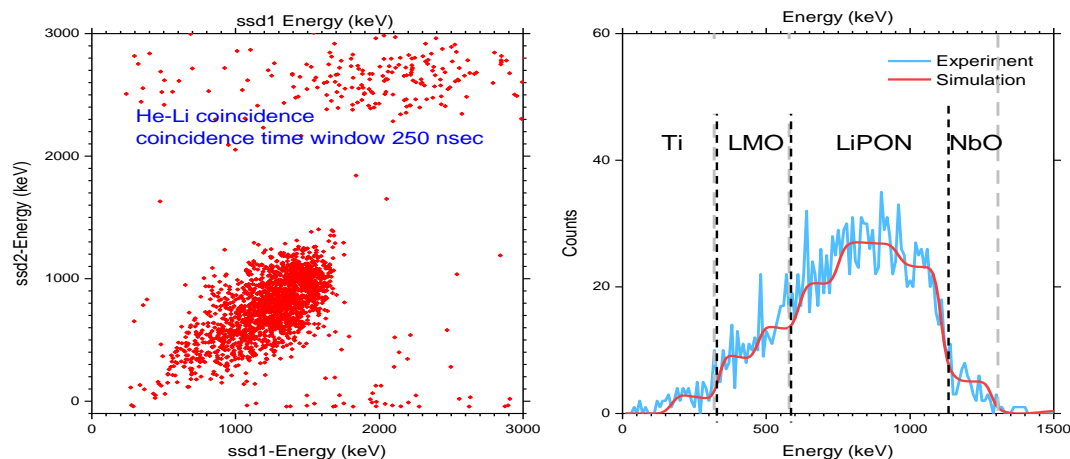 ssd1 Energy (keV)
3000
2000
1000
0
ssd2-Energy (keV)
He-Li coincidence
coincidence time window 250 nsec
0
1000
2000
3000
ssd1-Energy (keV)
Energy (keV)
60
40
20
0
Counts
Experiment
Simulation
Ti
LMO
LiPON
NbO
0
500
1000
1500
Energy (keV)